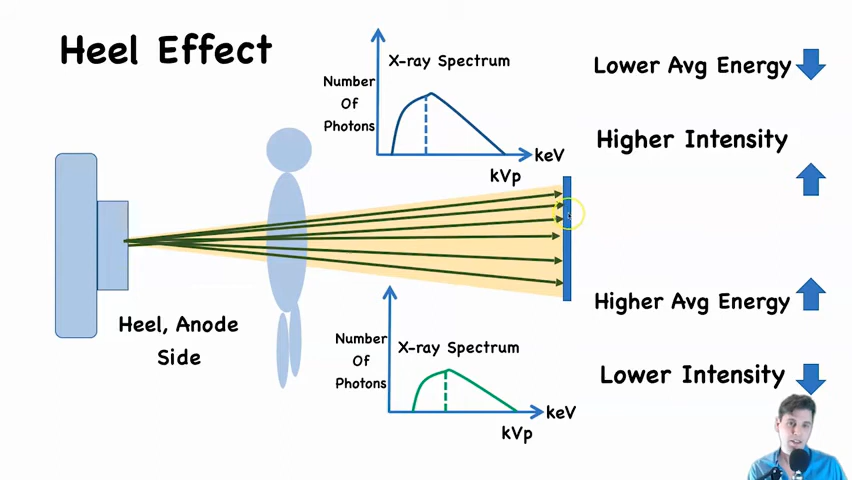 Heel Effect
X-ray Spectrum
Number
Of
Photons
keV
kVp
Lower Avg Energy
Higher Intensity
Heel, Anode
Side
X-ray Spectrum
Number
Of
Photons
keV
kVp
Higher Avg Energy
Lower Intensity